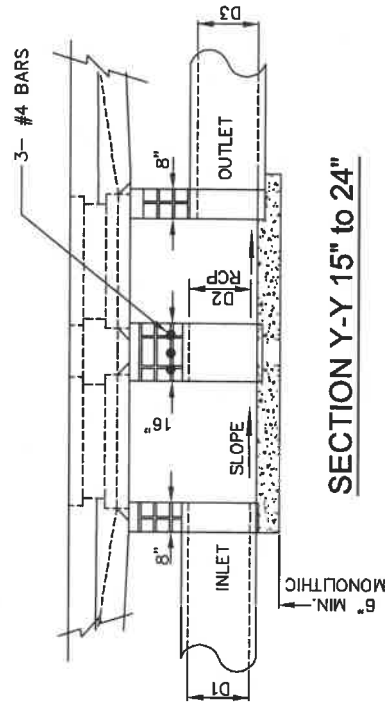 3- #4 BARS
D3
8"
OUTLET
D2
RCP
16"
SLOPE
8"
INLET
D1
6" MIN.
MONOLITHIC
SECTION Y-Y 15" to 24"